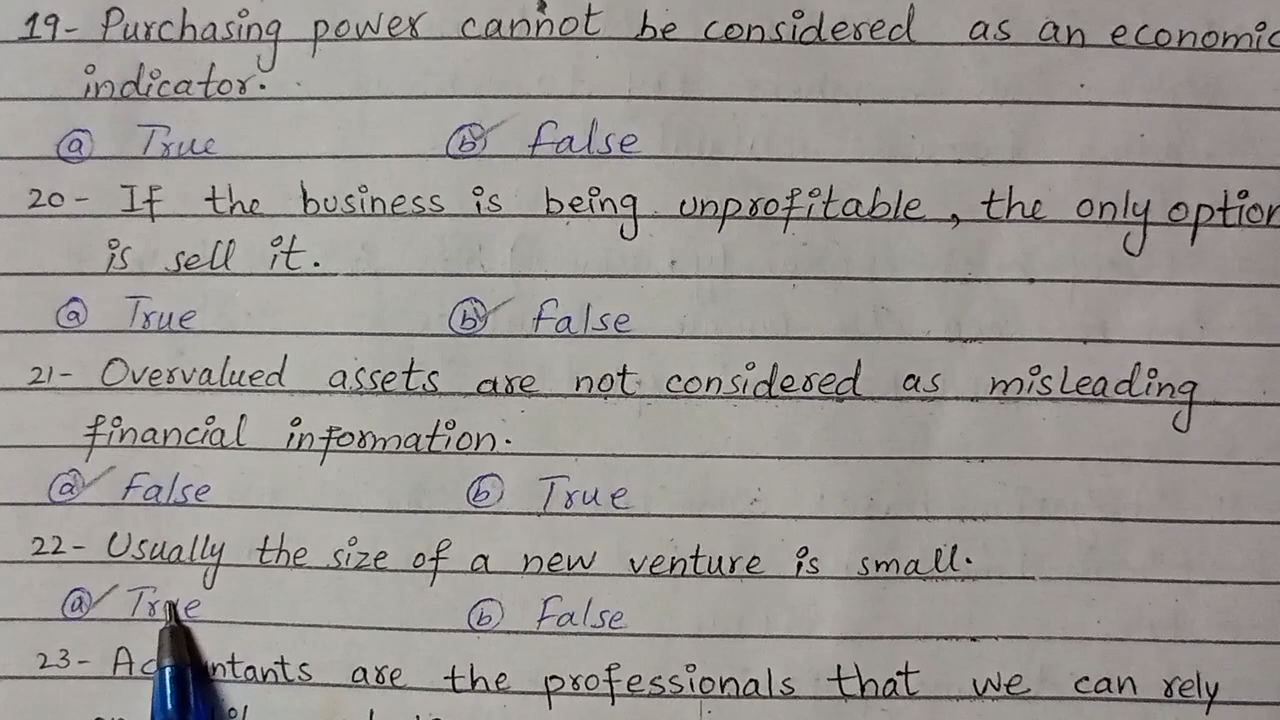 19- Purchasing power cannot be considered as an economic
indicator.
ⓐ True ⓑ False
20- If the business is being unprofitable, the only option
is sell it.
ⓐ True ⓑ False
21- Overvalued assets are not considered as misleading
financial information.
ⓐ False ⓑ True
22- Usually the size of a new venture is small.
ⓐ True ⓑ False
23- Accountants are the professionals that we can rely